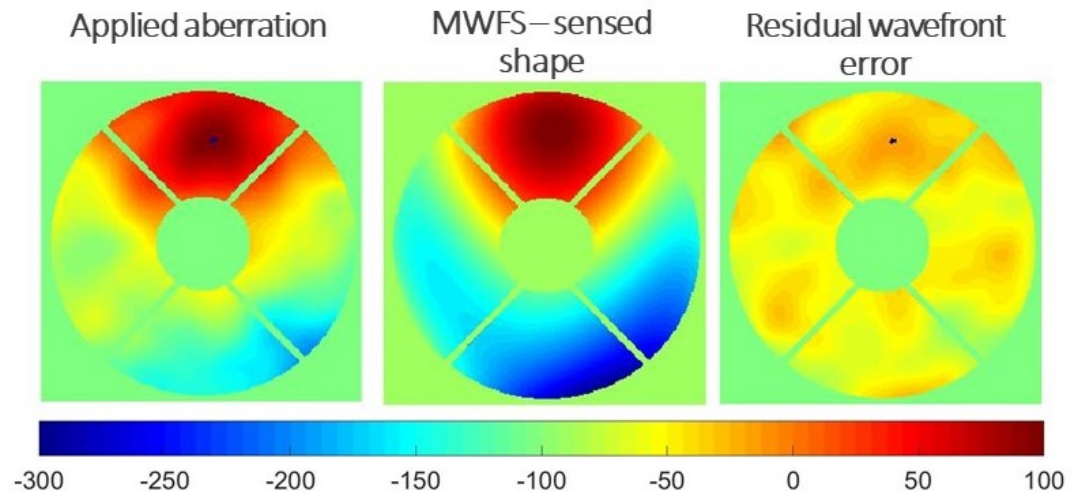 Applied aberration
MWFS–sensed
shape
Residual wavefront
error
-300 -250 -200 -150 -100 -50 0 50 100